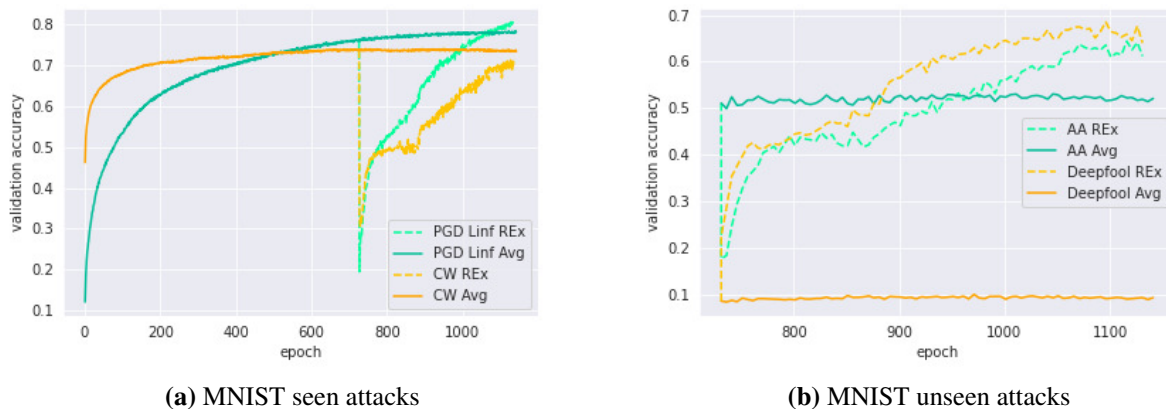 0.8
0.7
0.6
0.5
0.4
0.3
0.2
0.1
validation accuracy
0
200
400
600
800
1000
epoch
PGD Linf REx
PGD Linf Avg
CW REx
CW Avg
(a) MNIST seen attacks
0.7
0.6
0.5
0.4
0.3
0.2
0.1
validation accuracy
800
900
1000
1100
epoch
AA REx
AA Avg
Deepfool REx
Deepfool Avg
(b) MNIST unseen attacks